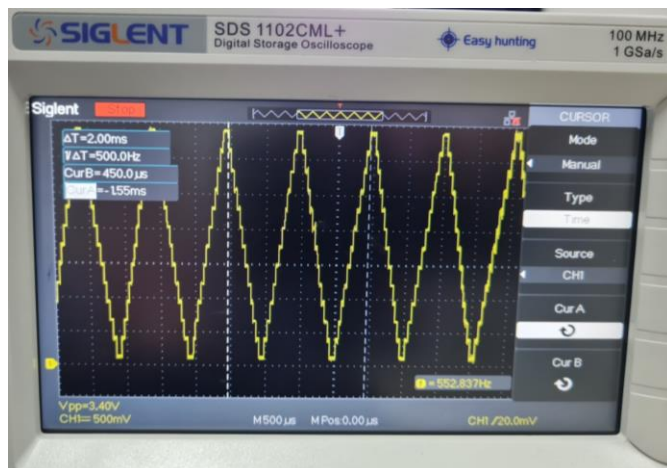 SIGLENT
SDS 1102CML+
Digital Storage Oscilloscope
Easy hunting
100 MHz
1 GSa/s
Siglent
Stop
CURSOR
ΔT=2.00ms
1/ΔT=500.0Hz
CurB=450.0µs
CurA=-1.55ms
Mode
Manual
Type
Time
Source
CH1
Cur A
Cur B
=552.837Hz
Vpp=3.40V
CH1 500mV
M500µs
MPos:0.00µs
CH1 /20.0mV